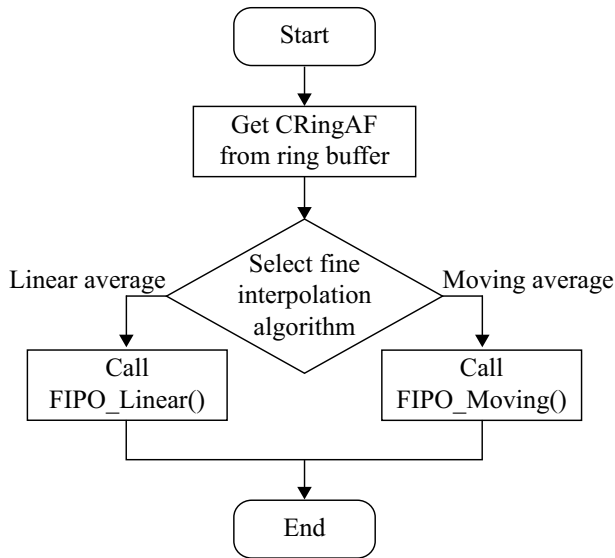 Start
Get CRingAF
from ring buffer
Select fine
interpolation
algorithm
Linear average
Moving average
Call
FIPO_Linear()
Call
FIPO_Moving()
End